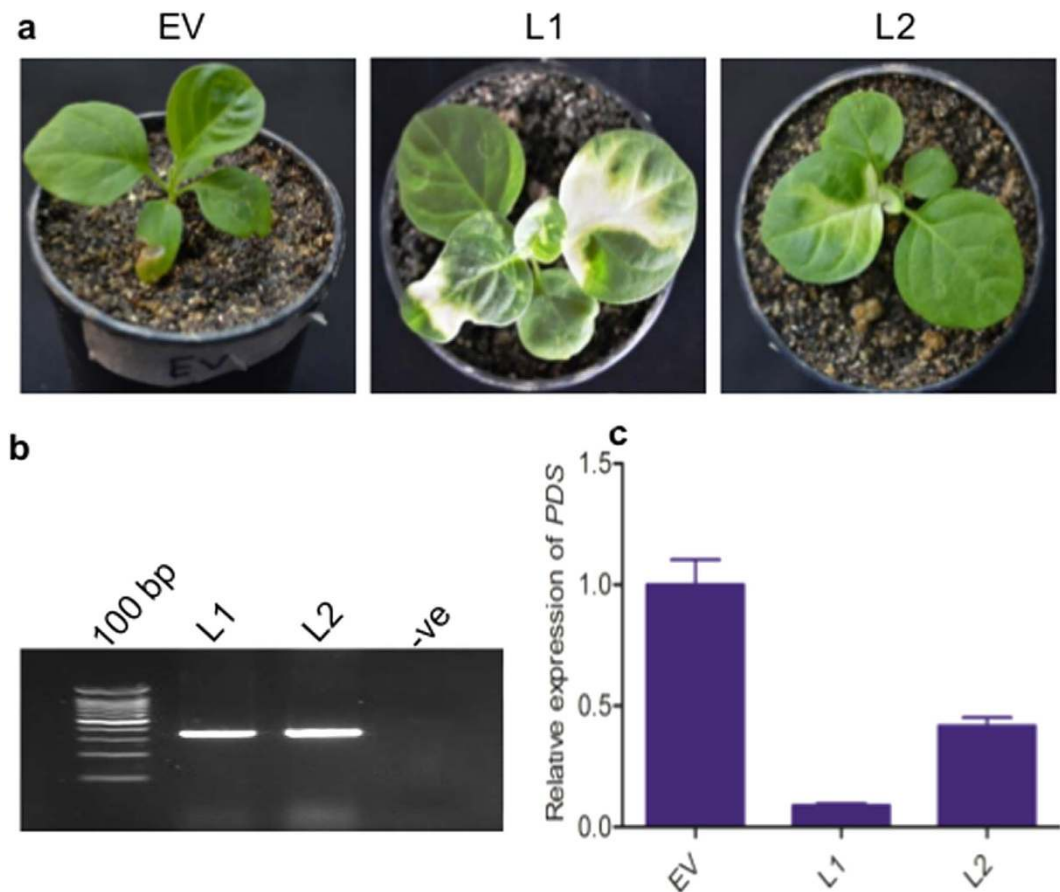 a
EV
L1
L2
EV
b
100 bp
L1
L2
-ve
c
Relative expression of PDS
1.5
1.0
0.5
0.0
EV
L1
L2